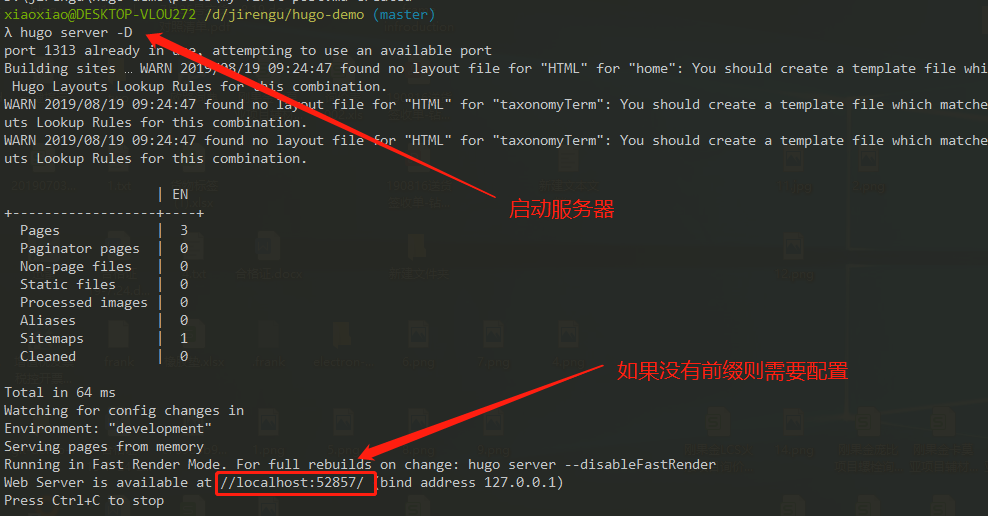 xiaoxiao@DESKTOP-VLOU272 /d/jirengu/hugo-demo (master)
λ hugo server -D
port 1313 already in use, attempting to use an available port
Building sites … WARN 2019/08/19 09:24:47 found no layout file for "HTML" for "home": You should create a template file whi
Hugo Layouts Lookup Rules for this combination.
WARN 2019/08/19 09:24:47 found no layout file for "HTML" for "taxonomyTerm": You should create a template file which matche
uts Lookup Rules for this combination.
WARN 2019/08/19 09:24:47 found no layout file for "HTML" for "taxonomyTerm": You should create a template file which matche
uts Lookup Rules for this combination.
| EN
启动服务器
+------------------+----+
Pages | 3
Paginator pages | 0
Non-page files | 0
Static files | 0
Processed images | 0
Aliases | 0
Sitemaps | 1
Cleaned | 0
如果没有前缀则需要配置
Total in 64 ms
Watching for config changes in
Environment: "development"
Serving pages from memory
Running in Fast Render Mode. For full rebuilds on change: hugo server --disableFastRender
Web Server is available at //localhost:52857/ (bind address 127.0.0.1)
Press Ctrl+C to stop